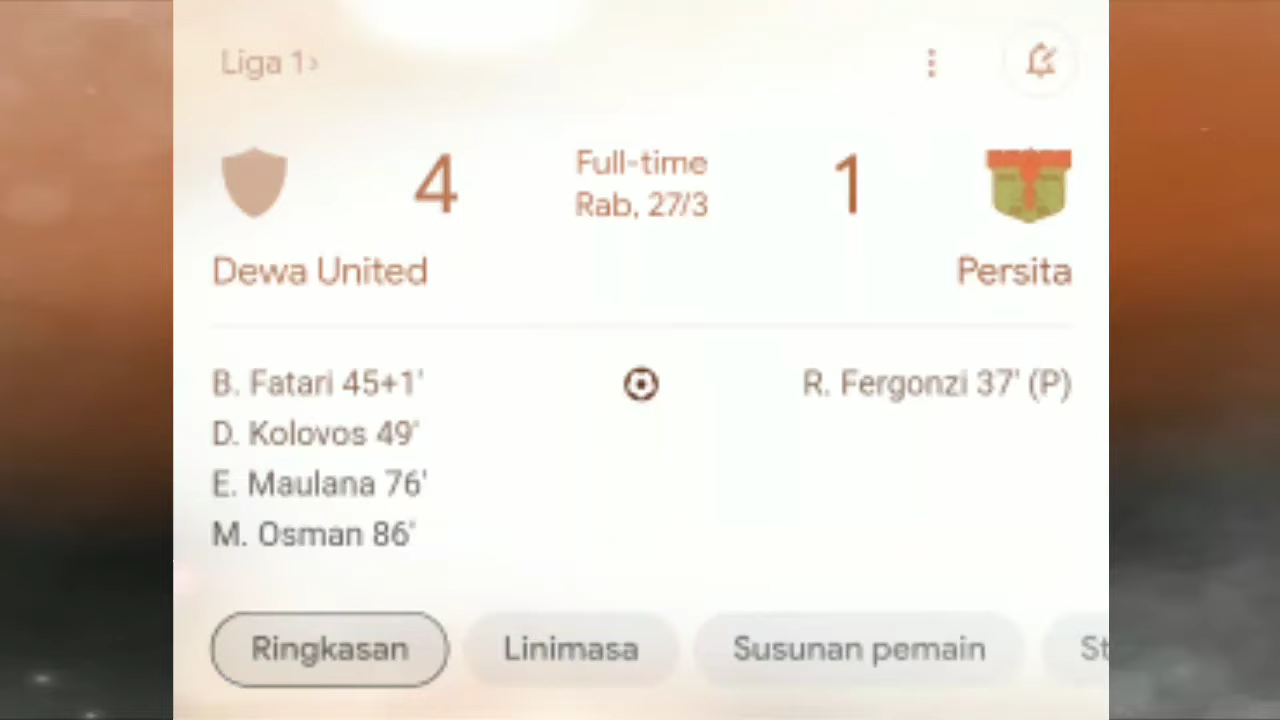 Liga 1 ›
4 Full-time 1
Rab, 27/3
Dewa United Persita
B. Fatari 45+1' R. Fergonzi 37' (P)
D. Kolovos 49'
E. Maulana 76'
M. Osman 86'
Ringkasan Linimasa Susunan pemain St